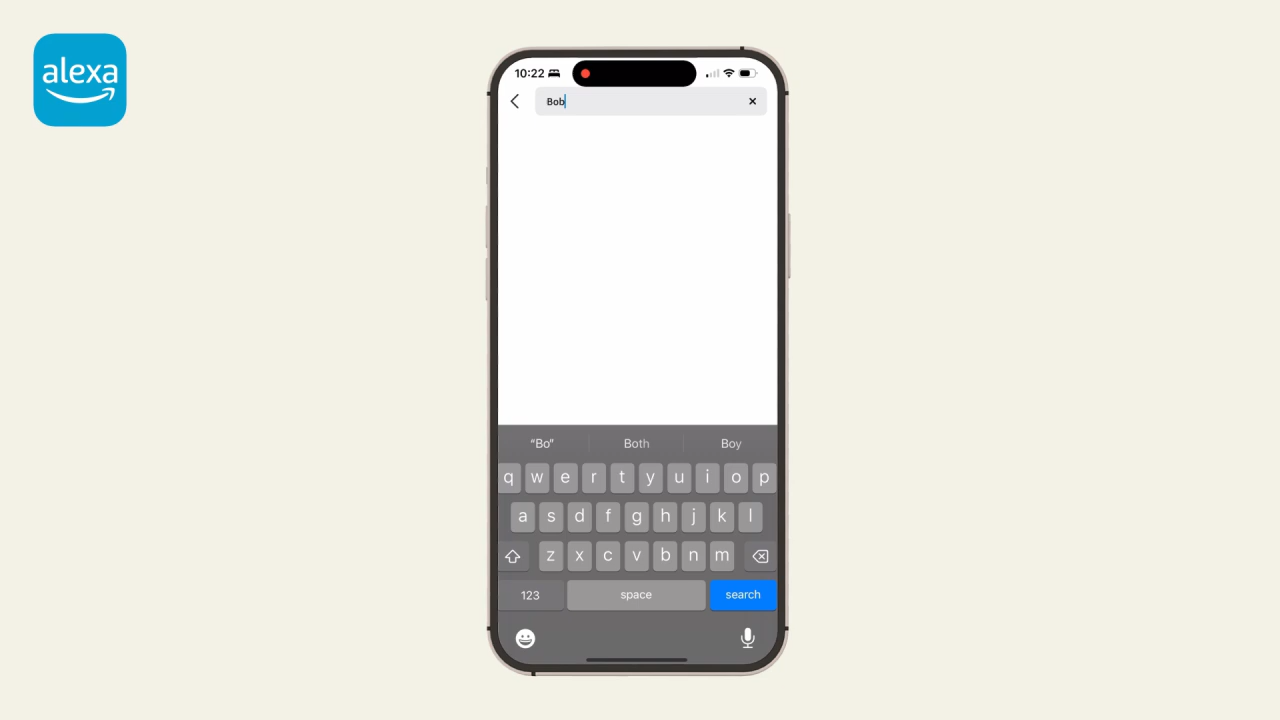 alexa
10:22
Bob
"Bo" Both Boy
q w e r t y u i o p
a s d f g h j k l
z x c v b n m
123 space search